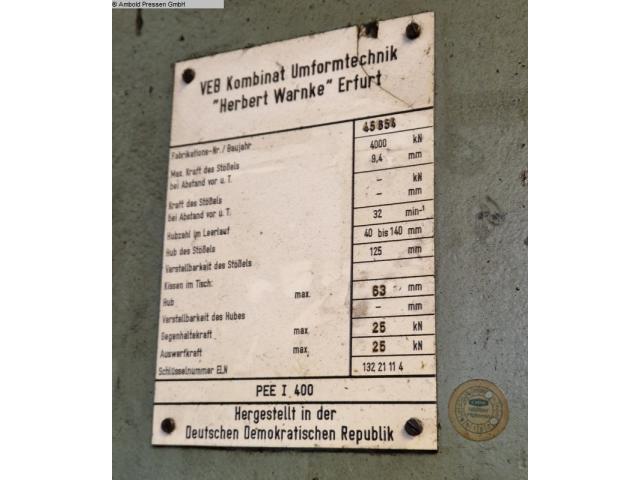 © Ambold Pressen GmbH
VEB Kombinat Umformtechnik
"Herbert Warnke" Erfurt
Fabrikations-Nr./Baujahr 45854
Max. Kraft des Stößels 4000 kN
bei Abstand vor u. T. 9,4 mm
Kraft des Stößels – kN
bei Abstand vor u. T. – mm
Hubzahl im Leerlauf 32 min⁻¹
Hub des Stößels 40 bis 140 mm
Verstellbarkeit des Stößels 125 mm
Kissen im Tisch:
Hub max. 63 mm
Verstellbarkeit des Hubes – mm
Gegenhaltekraft max. 25 kN
Auswerfkraft max. 25 kN
Schlüsselnummer ELN 132 21 11 4
PEE I 400
Hergestellt in der
Deutschen Demokratischen Republik